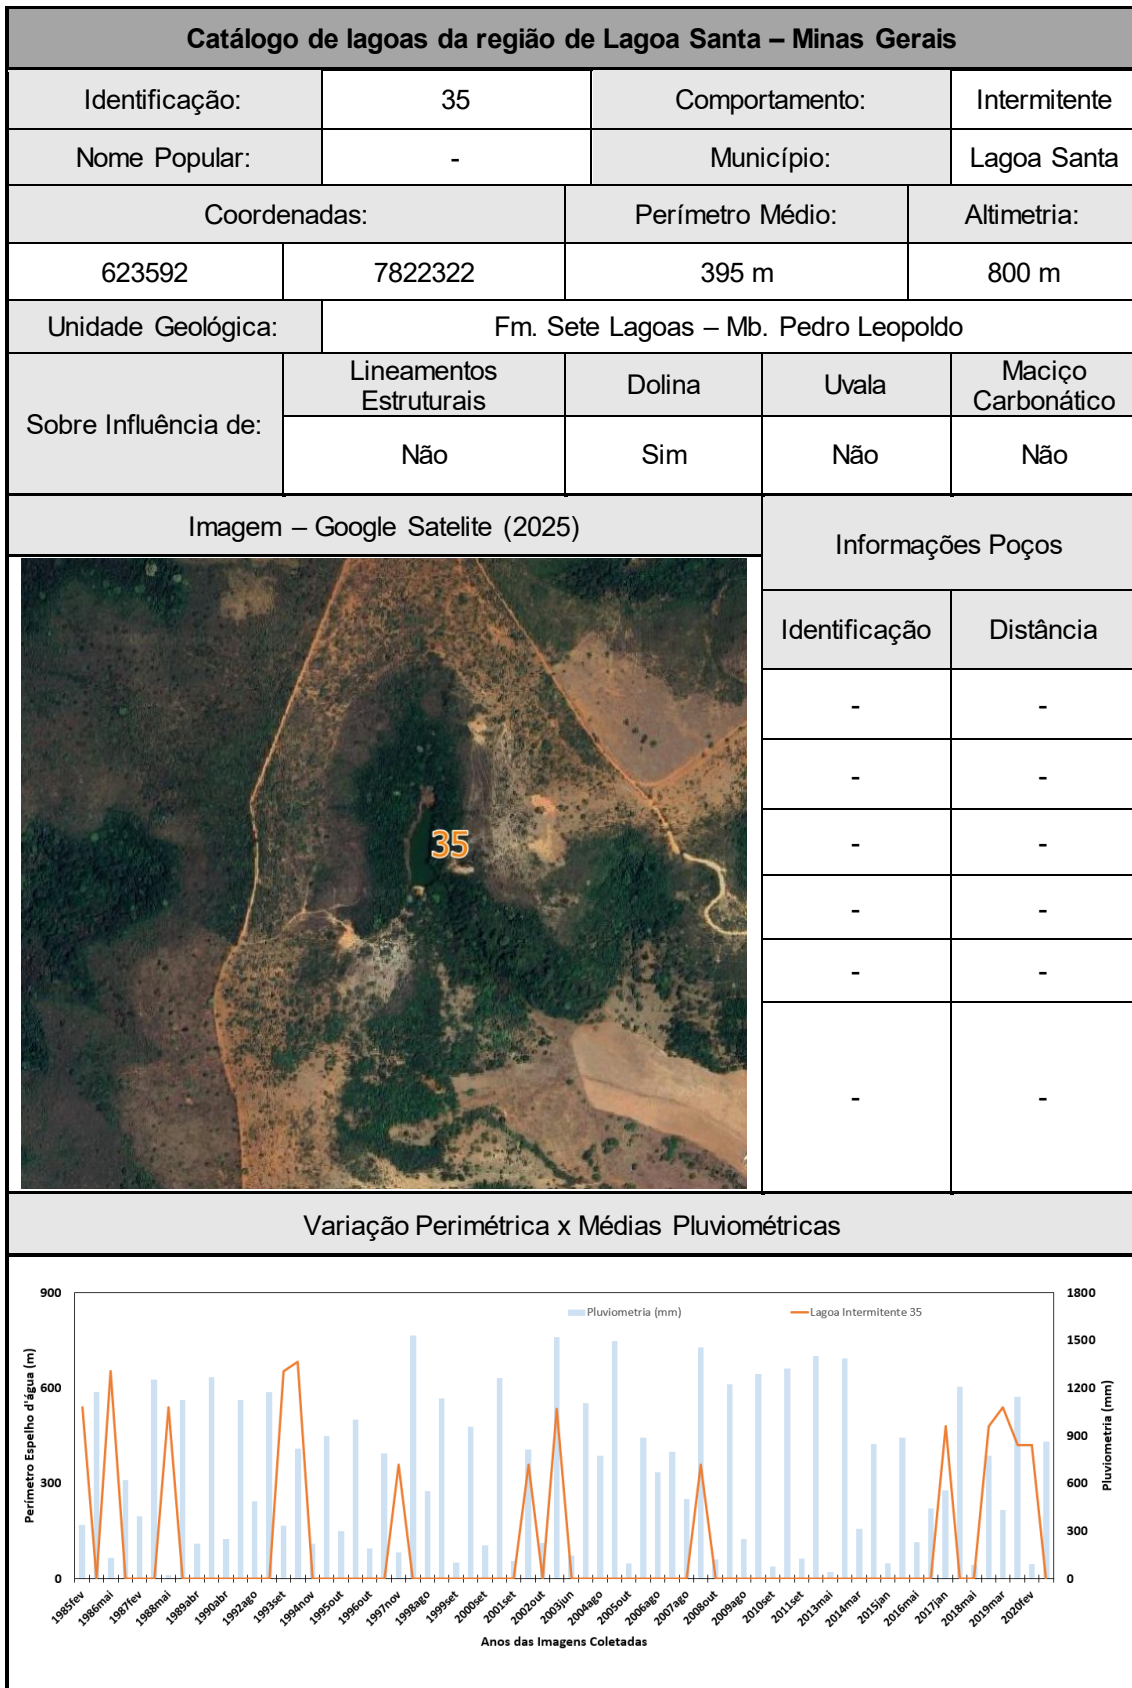 Catálogo de lagoas da região de Lagoa Santa – Minas Gerais
Identificação: 35 Comportamento: Intermitente
Nome Popular: - Município: Lagoa Santa
Coordenadas: Perímetro Médio: Altimetria:
623592 7822322 395 m 800 m
Unidade Geológica: Fm. Sete Lagoas – Mb. Pedro Leopoldo
Sobre Influência de:
Lineamentos Estruturais Dolina Uvala Maciço Carbonático
Não Sim Não Não
Imagem – Google Satelite (2025)
Informações Poços
Identificação Distância
- -
- -
- -
- -
- -
- -
35
Variação Perimétrica x Médias Pluviométricas
Pluviometria (mm) Lagoa Intermitente 35
Perímetro Espelho d'água (m)
900
600
300
0
1800
1500
1200
900
600
300
0
Pluviometria (mm)
1985fev 1986mai 1987fev 1988mai 1989abr 1990abr 1992ago 1993set 1994nov 1995out 1996out 1997nov 1998ago 1999set 2000set 2001set 2002out 2003jun 2004ago 2005out 2006ago 2007ago 2008out 2009ago 2010set 2011set 2013mai 2014mar 2015jan 2016mai 2017jan 2018mai 2019mar 2020fev
Anos das Imagens Coletadas